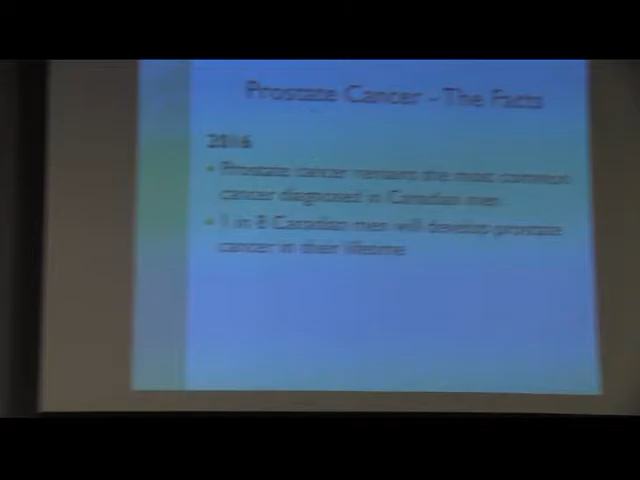 Prostate Cancer - The Facts
2016
• Prostate cancer remains the most common
cancer diagnosed in Canadian men.
• 1 in 8 Canadian men will develop prostate
cancer in their lifetime